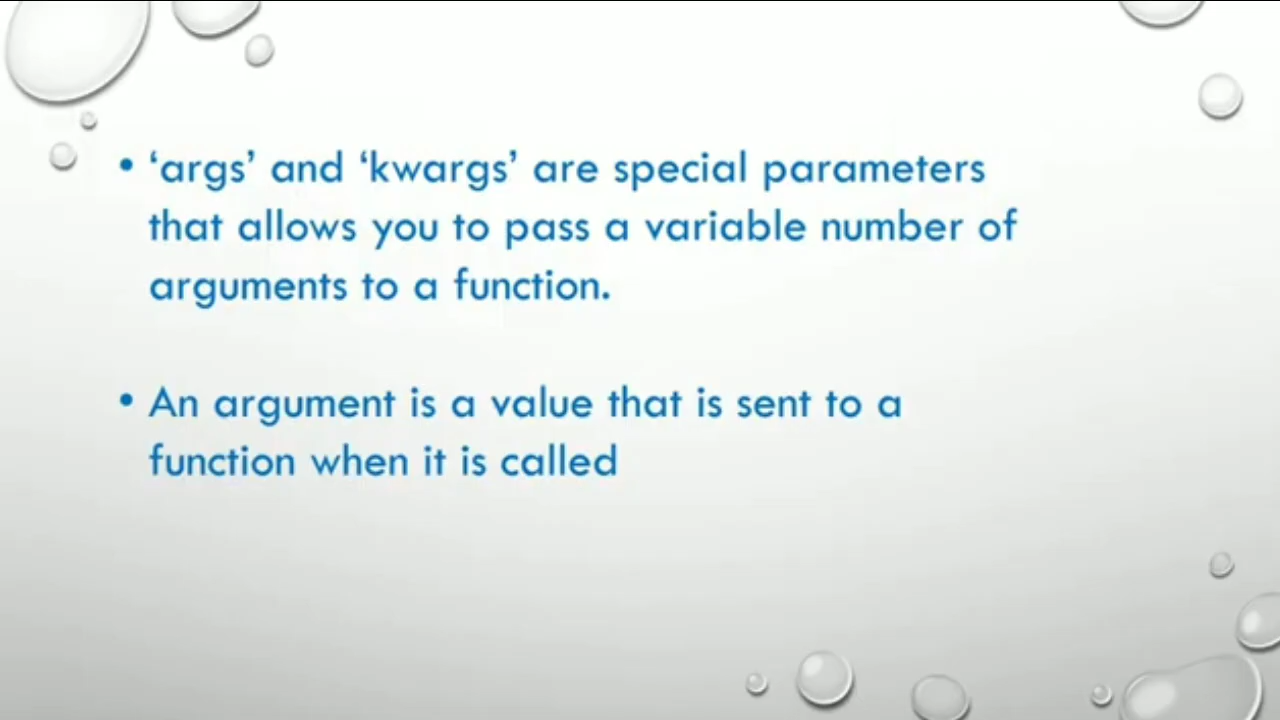 • ‘args’ and ‘kwargs’ are special parameters
that allows you to pass a variable number of
arguments to a function.
• An argument is a value that is sent to a
function when it is called